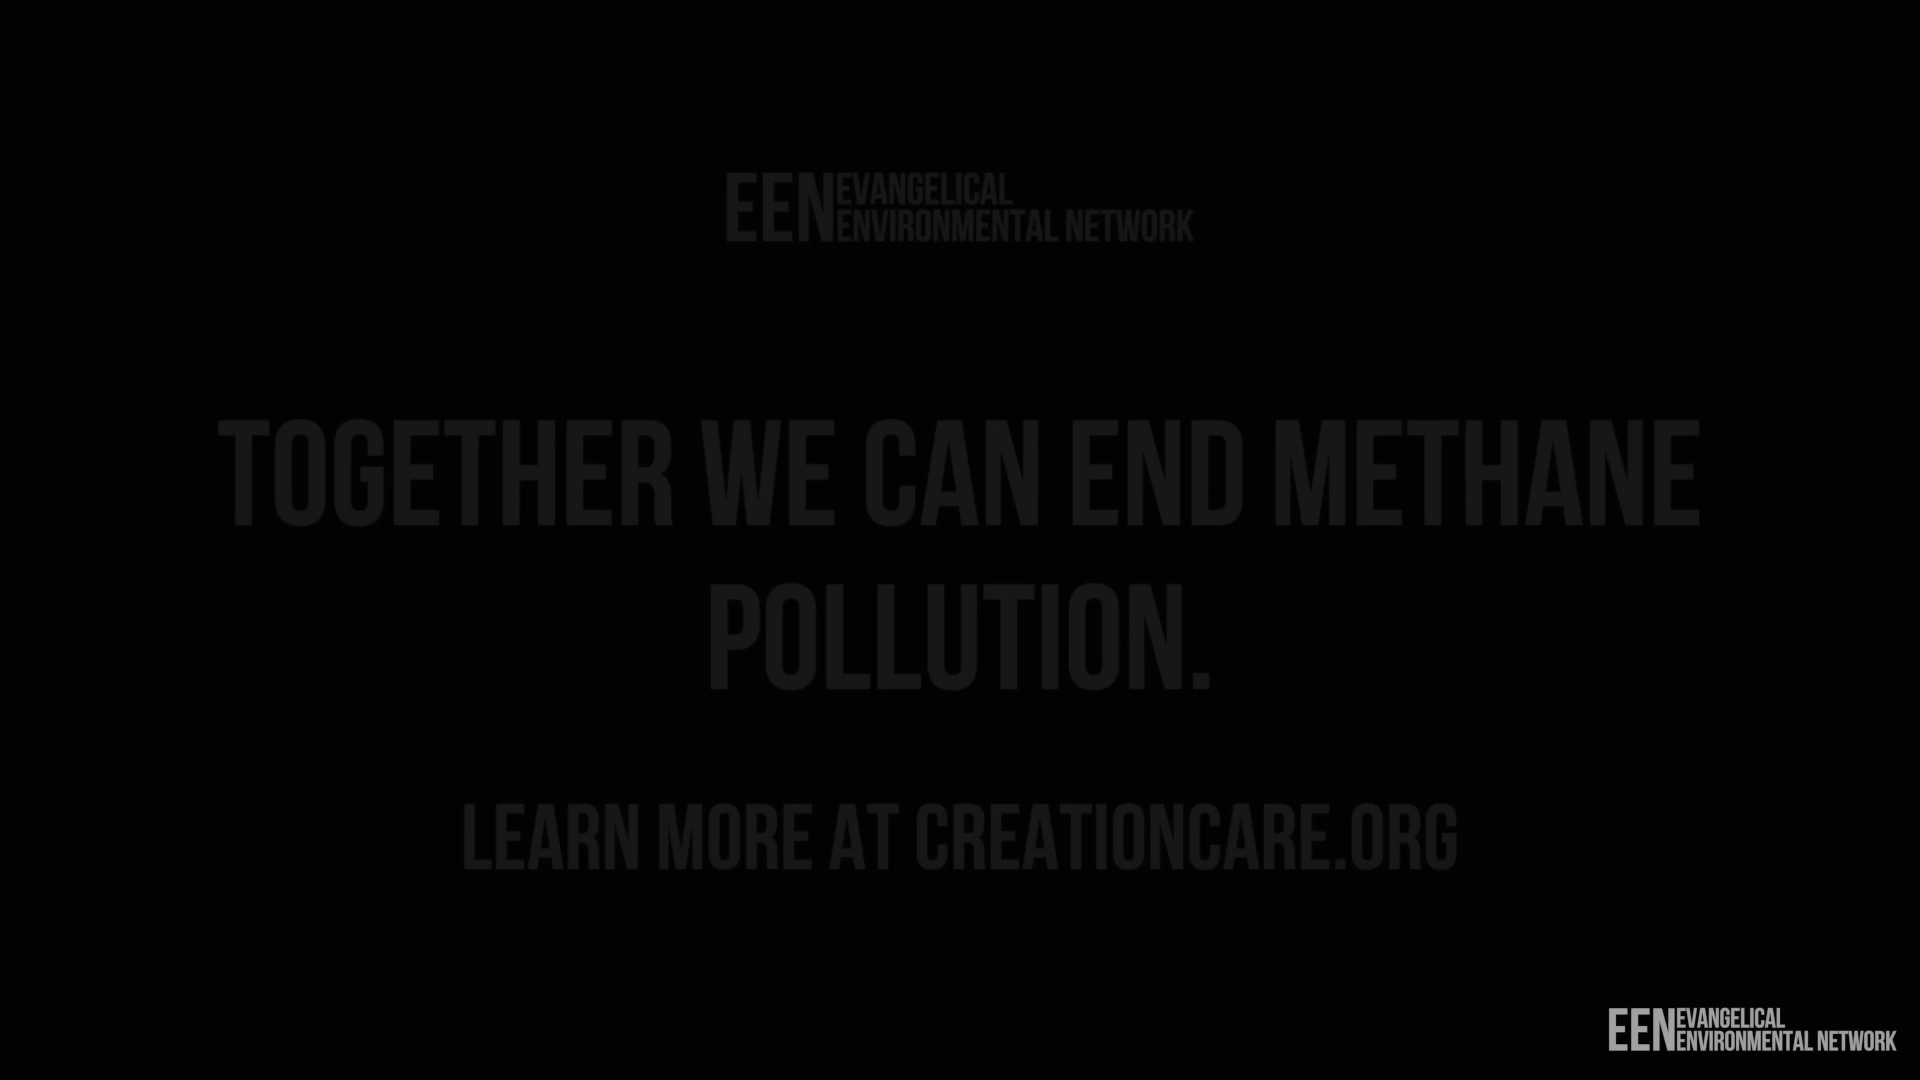 EEN EVANGELICAL
ENVIRONMENTAL NETWORK
TOGETHER WE CAN END METHANE
POLLUTION.
LEARN MORE AT CREATIONCARE.ORG
EEN EVANGELICAL
ENVIRONMENTAL NETWORK